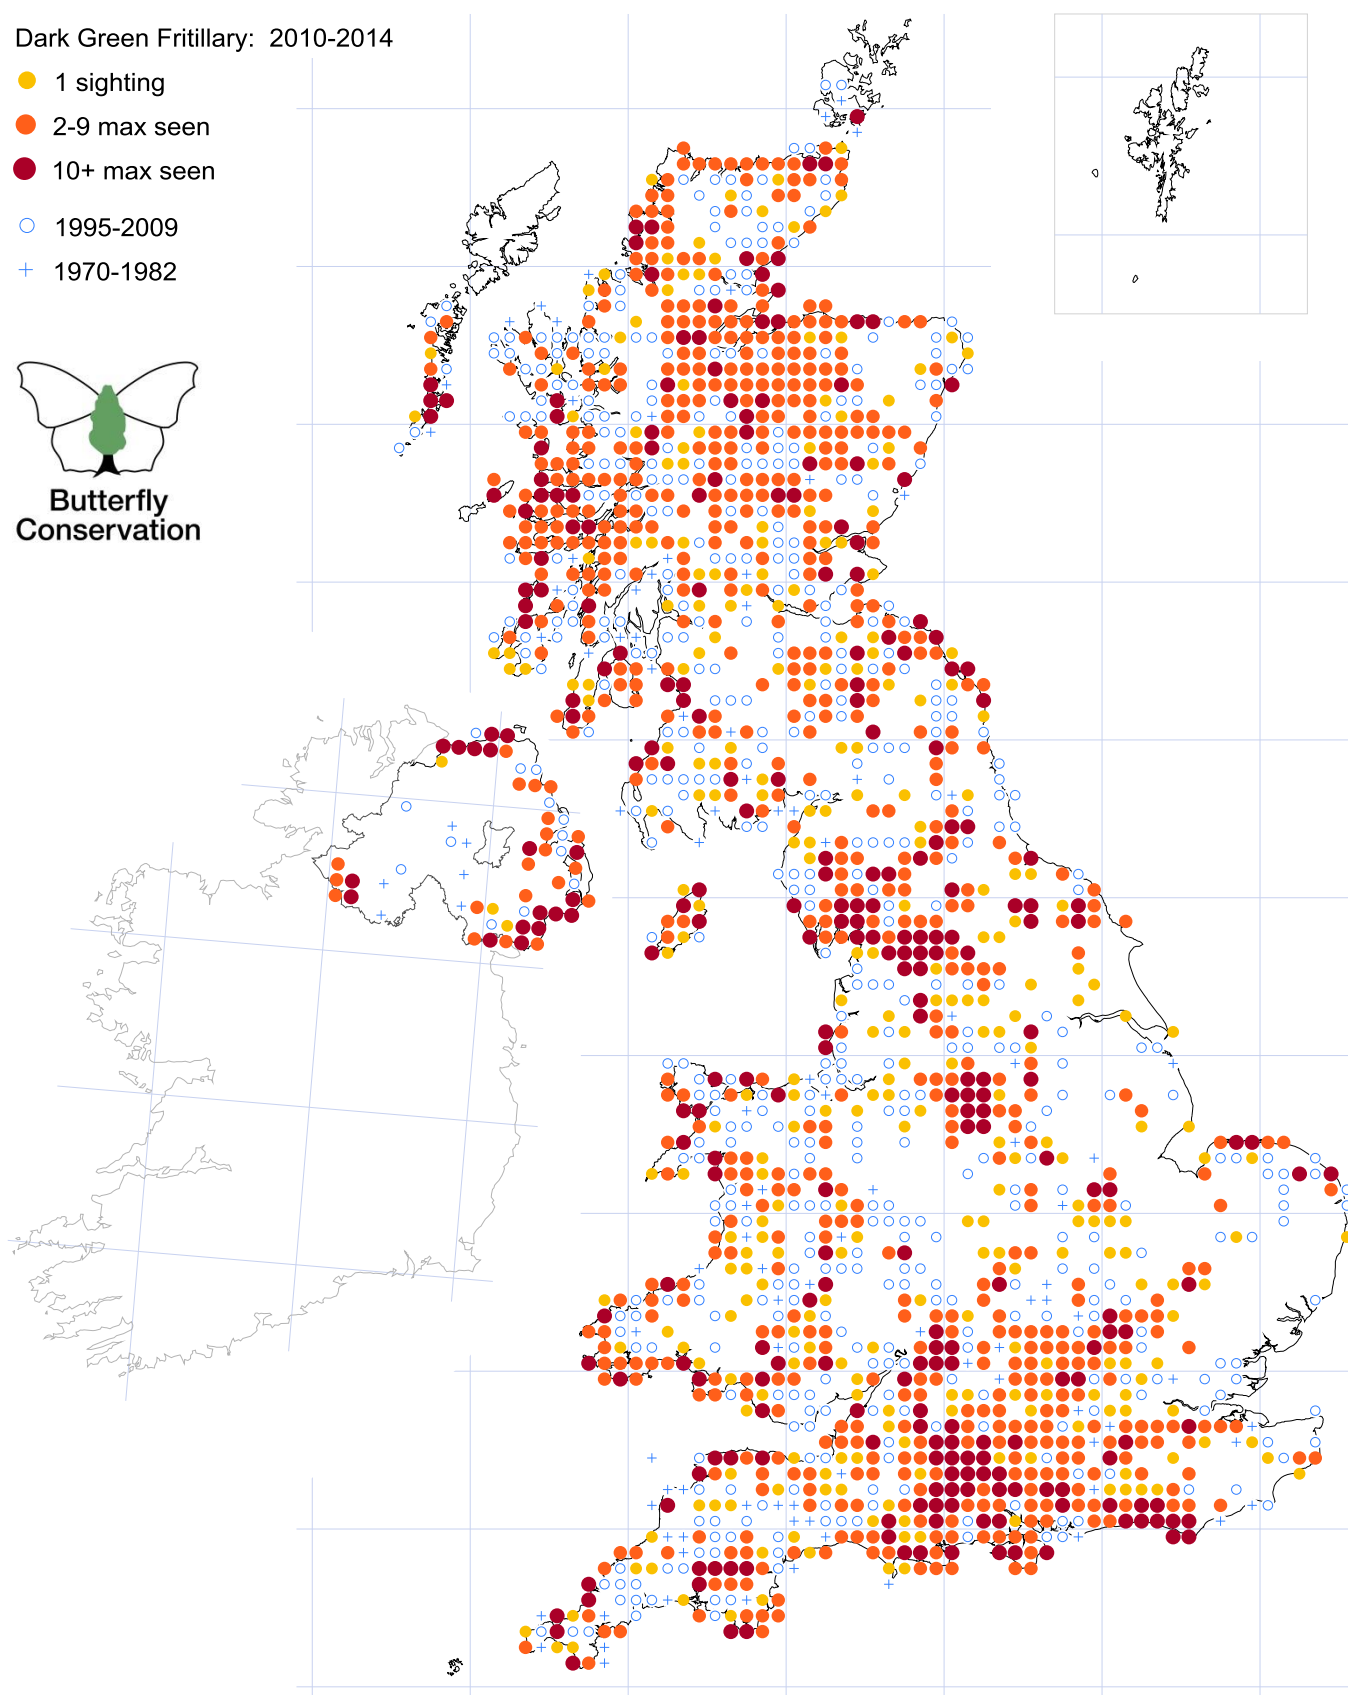 Dark Green Fritillary: 2010-2014
1 sighting
2-9 max seen
10+ max seen
1995-2009
1970-1982
Butterfly
Conservation